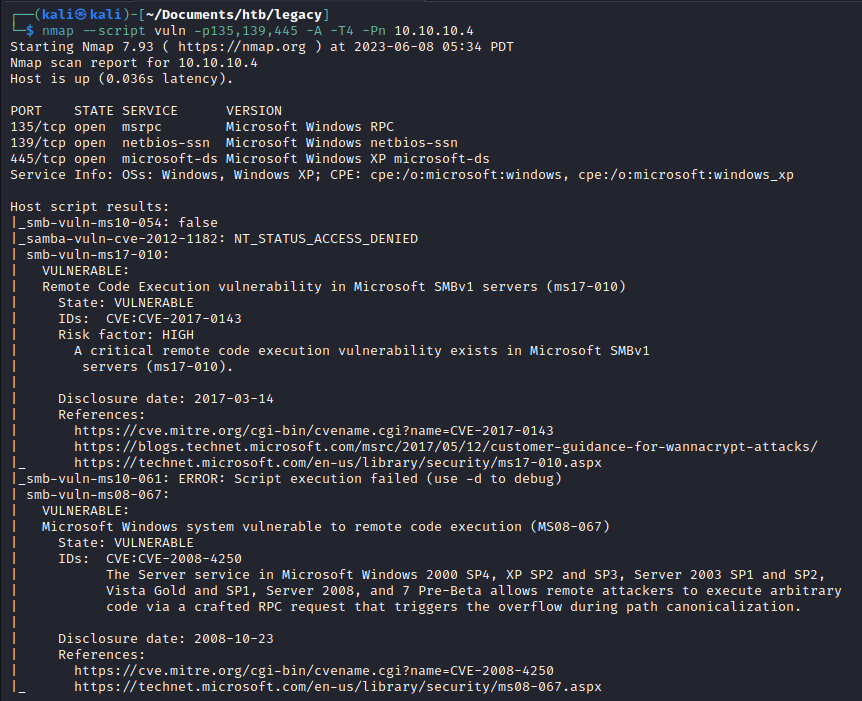 ┌──(kali㉿kali)-[~/Documents/htb/legacy]
└─$ nmap --script vuln -p135,139,445 -A -T4 -Pn 10.10.10.4
Starting Nmap 7.93 ( https://nmap.org ) at 2023-06-08 05:34 PDT
Nmap scan report for 10.10.10.4
Host is up (0.036s latency).

PORT    STATE SERVICE      VERSION
135/tcp open  msrpc        Microsoft Windows RPC
139/tcp open  netbios-ssn  Microsoft Windows netbios-ssn
445/tcp open  microsoft-ds Microsoft Windows XP microsoft-ds
Service Info: OSs: Windows, Windows XP; CPE: cpe:/o:microsoft:windows, cpe:/o:microsoft:windows_xp

Host script results:
|_smb-vuln-ms10-054: false
|_samba-vuln-cve-2012-1182: NT_STATUS_ACCESS_DENIED
| smb-vuln-ms17-010:
|   VULNERABLE:
|   Remote Code Execution vulnerability in Microsoft SMBv1 servers (ms17-010)
|     State: VULNERABLE
|     IDs:  CVE:CVE-2017-0143
|     Risk factor: HIGH
|       A critical remote code execution vulnerability exists in Microsoft SMBv1
|        servers (ms17-010).
|
|     Disclosure date: 2017-03-14
|     References:
|       https://cve.mitre.org/cgi-bin/cvename.cgi?name=CVE-2017-0143
|       https://blogs.technet.microsoft.com/msrc/2017/05/12/customer-guidance-for-wannacrypt-attacks/
|_      https://technet.microsoft.com/en-us/library/security/ms17-010.aspx
|_smb-vuln-ms10-061: ERROR: Script execution failed (use -d to debug)
| smb-vuln-ms08-067:
|   VULNERABLE:
|   Microsoft Windows system vulnerable to remote code execution (MS08-067)
|     State: VULNERABLE
|     IDs:  CVE:CVE-2008-4250
|           The Server service in Microsoft Windows 2000 SP4, XP SP2 and SP3, Server 2003 SP1 and SP2,
|           Vista Gold and SP1, Server 2008, and 7 Pre-Beta allows remote attackers to execute arbitrary
|           code via a crafted RPC request that triggers the overflow during path canonicalization.
|
|     Disclosure date: 2008-10-23
|     References:
|       https://cve.mitre.org/cgi-bin/cvename.cgi?name=CVE-2008-4250
|_      https://technet.microsoft.com/en-us/library/security/ms08-067.aspx